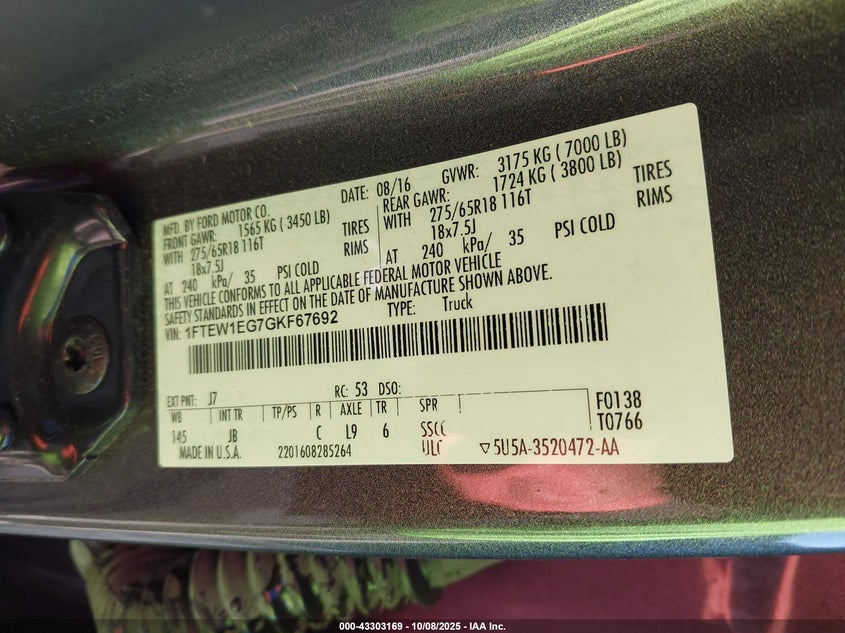 MFD. BY FORD MOTOR CO. DATE: 08/16 GVWR: 3175 KG ( 7000 LB)
FRONT GAWR: 1565 KG ( 3450 LB) REAR GAWR: 1724 KG ( 3800 LB)
WITH 275/65R18 116T TIRES WITH 275/65R18 116T TIRES
18x7.5J RIMS 18x7.5J RIMS
AT 240 kPa/ 35 PSI COLD AT 240 kPa/ 35 PSI COLD
THIS VEHICLE CONFORMS TO ALL APPLICABLE FEDERAL MOTOR VEHICLE
SAFETY STANDARDS IN EFFECT ON THE DATE OF MANUFACTURE SHOWN ABOVE.
VIN: 1FTEW1EG7GKF67692 TYPE: Truck
EXT PNT: J7 RC: 53 DSO:
WB INT TR TP/PS R AXLE TR SPR F0138
145 JB C L9 6 SSCC T0766
MADE IN U.S.A. 2201608285264 ULC ▽5U5A-3520472-AA
000-43303169 - 10/08/2025 - IAA Inc.